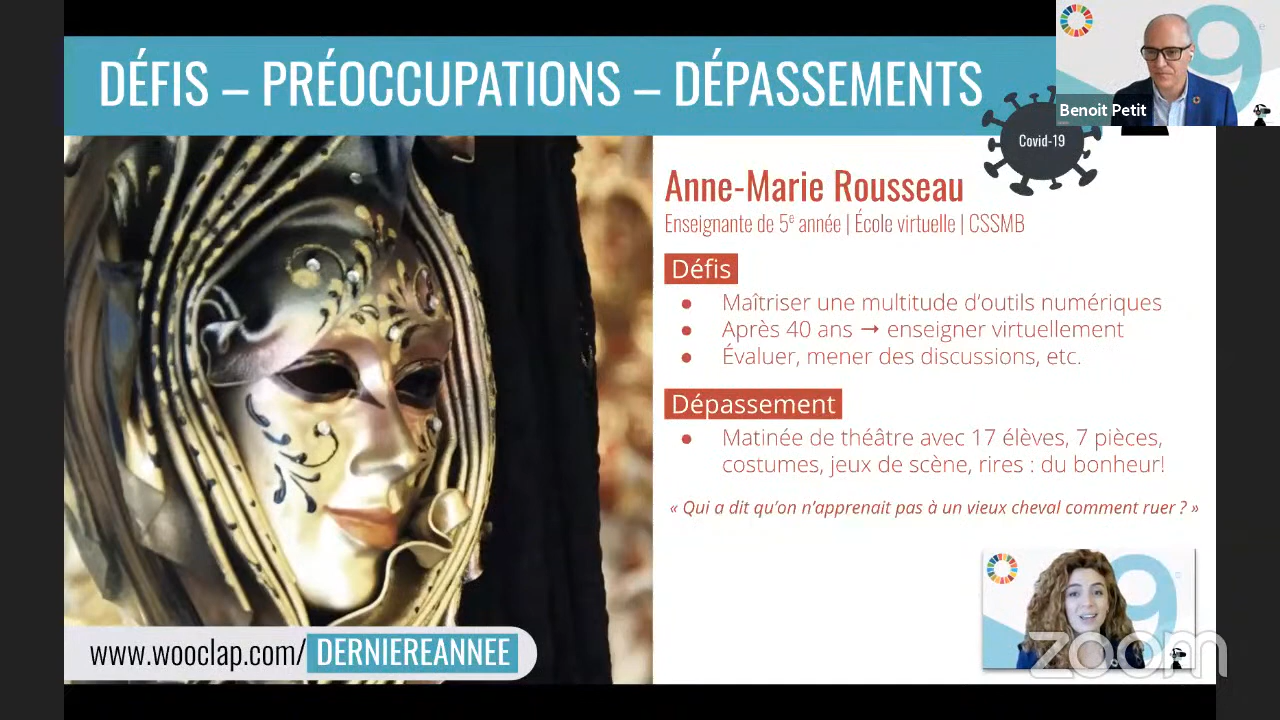 DÉFIS – PRÉOCCUPATIONS – DÉPASSEMENTS
Benoit Petit
9e
Covid-19
Anne-Marie Rousseau
Enseignante de 5e année | École virtuelle | CSSMB
Défis
● Maîtriser une multitude d’outils numériques
● Après 40 ans → enseigner virtuellement
● Évaluer, mener des discussions, etc.
Dépassement
● Matinée de théâtre avec 17 élèves, 7 pièces,
costumes, jeux de scène, rires : du bonheur!
« Qui a dit qu’on n’apprenait pas à un vieux cheval comment ruer ? »
9e
zoom
www.wooclap.com/DERNIEREANNEE